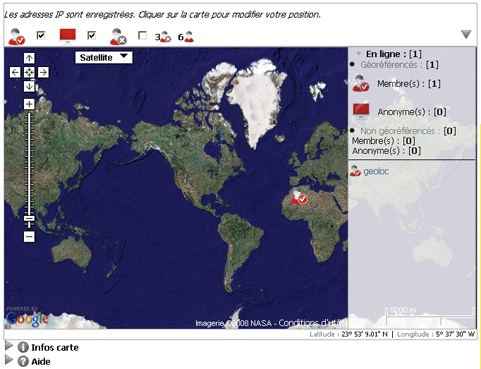 Les adresses IP sont enregistrées. Cliquer sur la carte pour modifier votre position.
3 6
Satellite
En ligne : [1]
Géoréférencés : [1]
Membre(s) : [1]
Anonyme(s) : [0]
Non géoréférencés : [0]
Membre(s) : [0]
Anonyme(s) : [0]
geoloc
POWERED BY
Google
5000 mi
Imagerie ©2008 NASA - Conditions d'util
Latitude : 23° 53' 9.01" N | Longitude : 5° 37' 30" W
Infos carte
Aide